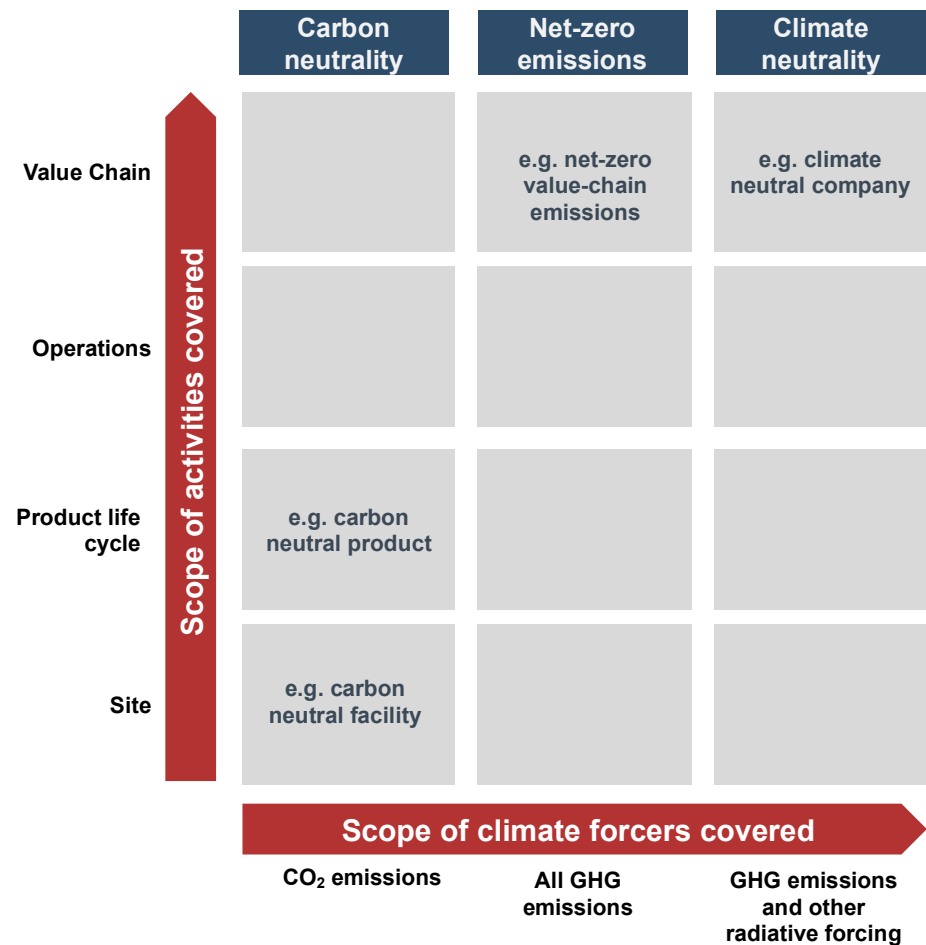 Carbon
neutrality
Net-zero
emissions
Climate
neutrality
Scope of activities covered
Value Chain
e.g. net-zero
value-chain
emissions
e.g. climate
neutral company
Operations
Product life
cycle
e.g. carbon
neutral product
Site
e.g. carbon
neutral facility
Scope of climate forcers covered
CO₂ emissions
All GHG
emissions
GHG emissions
and other
radiative forcing